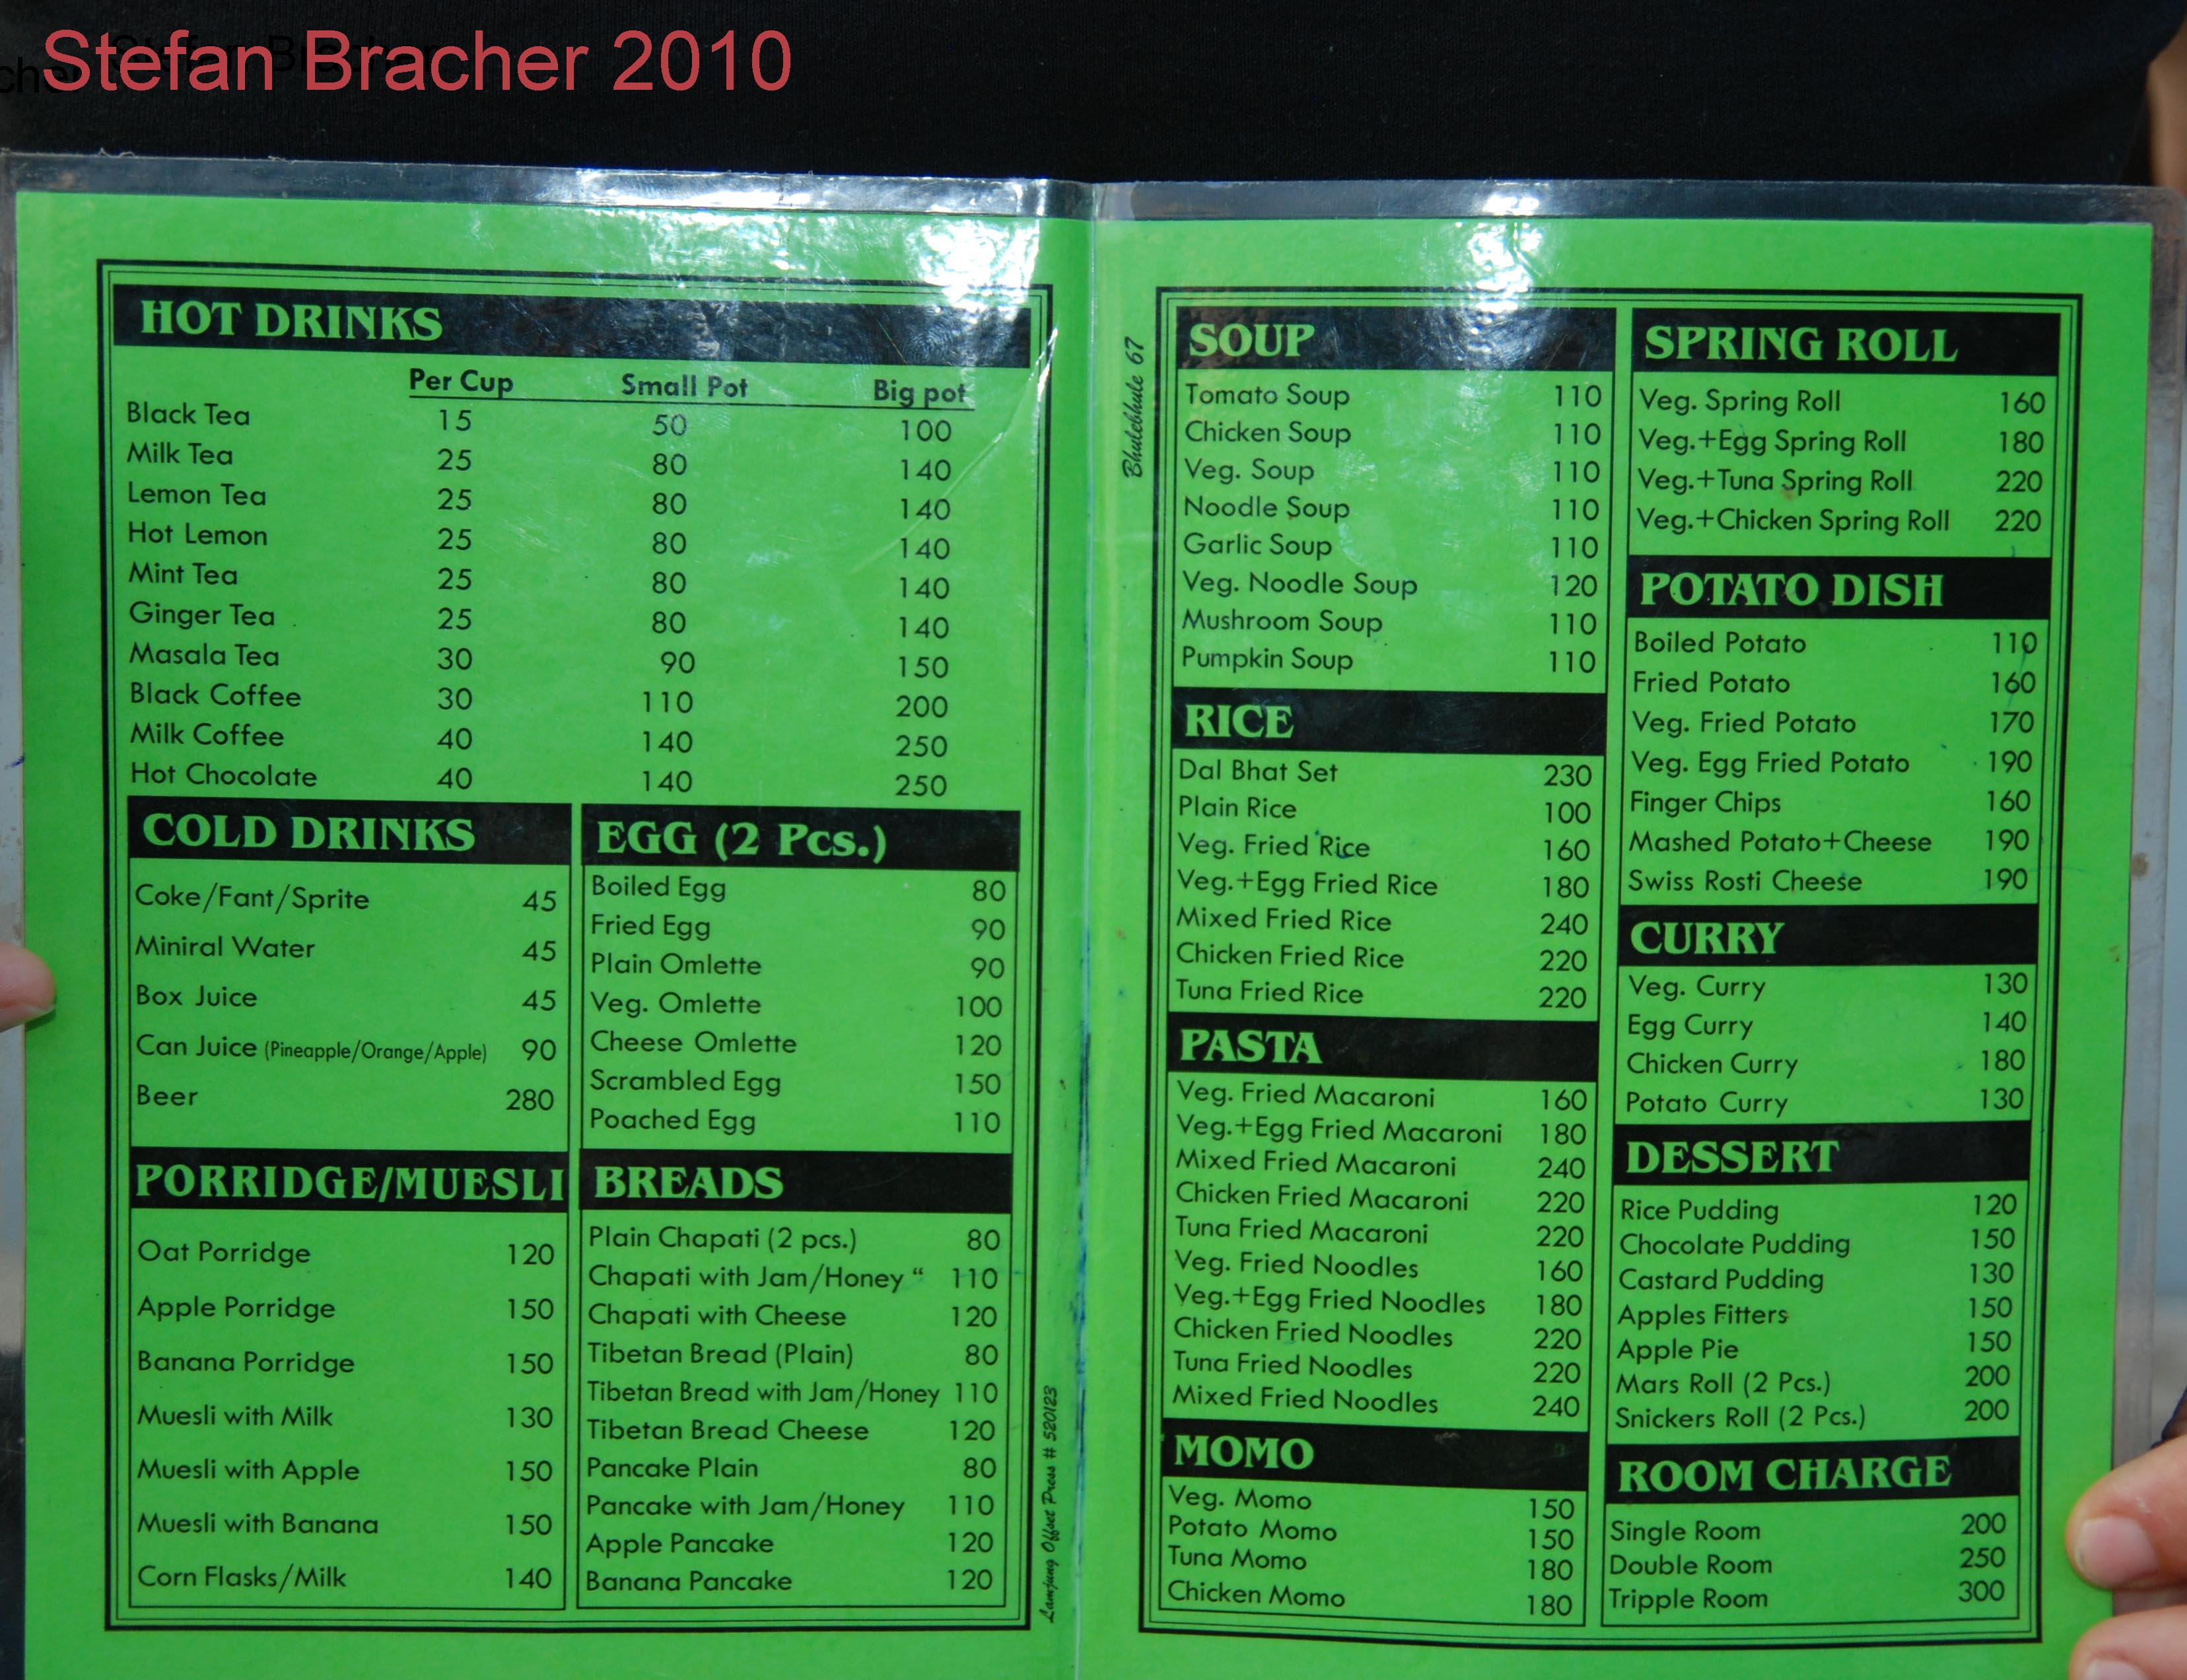 Stefan Bracher 2010
HOT DRINKS
Per Cup Small Pot Big pot
Black Tea 15 50 100
Milk Tea 25 80 140
Lemon Tea 25 80 140
Hot Lemon 25 80 140
Mint Tea 25 80 140
Ginger Tea 25 80 140
Masala Tea 30 90 150
Black Coffee 30 110 200
Milk Coffee 40 140 250
Hot Chocolate 40 140 250
COLD DRINKS
Coke/Fant/Sprite 45
Miniral Water 45
Box Juice 45
Can Juice (Pineapple/Orange/Apple) 90
Beer 280
PORRIDGE/MUESLI
Oat Porridge 120
Apple Porridge 150
Banana Porridge 150
Muesli with Milk 130
Muesli with Apple 150
Muesli with Banana 150
Corn Flasks/Milk 140
EGG (2 Pcs.)
Boiled Egg 80
Fried Egg 90
Plain Omlette 90
Veg. Omlette 100
Cheese Omlette 120
Scrambled Egg 150
Poached Egg 110
BREADS
Plain Chapati (2 pcs.) 80
Chapati with Jam/Honey “ 110
Chapati with Cheese 120
Tibetan Bread (Plain) 80
Tibetan Bread with Jam/Honey 110
Tibetan Bread Cheese 120
Pancake Plain 80
Pancake with Jam/Honey 110
Apple Pancake 120
Banana Pancake 120
Lamjung Offset Press # 520123
Bhulebhule 67
SOUP
Tomato Soup 110
Chicken Soup 110
Veg. Soup 110
Noodle Soup 110
Garlic Soup 110
Veg. Noodle Soup 120
Mushroom Soup 110
Pumpkin Soup 110
RICE
Dal Bhat Set 230
Plain Rice 100
Veg. Fried Rice 160
Veg.+Egg Fried Rice 180
Mixed Fried Rice 240
Chicken Fried Rice 220
Tuna Fried Rice 220
PASTA
Veg. Fried Macaroni 160
Veg.+Egg Fried Macaroni 180
Mixed Fried Macaroni 240
Chicken Fried Macaroni 220
Tuna Fried Macaroni 220
Veg. Fried Noodles 160
Veg.+Egg Fried Noodles 180
Chicken Fried Noodles 220
Tuna Fried Noodles 220
Mixed Fried Noodles 240
MOMO
Veg. Momo 150
Potato Momo 150
Tuna Momo 180
Chicken Momo 180
SPRING ROLL
Veg. Spring Roll 160
Veg.+Egg Spring Roll 180
Veg.+Tuna Spring Roll 220
Veg.+Chicken Spring Roll 220
POTATO DISH
Boiled Potato 110
Fried Potato 160
Veg. Fried Potato 170
Veg. Egg Fried Potato 190
Finger Chips 160
Mashed Potato+Cheese 190
Swiss Rosti Cheese 190
CURRY
Veg. Curry 130
Egg Curry 140
Chicken Curry 180
Potato Curry 130
DESSERT
Rice Pudding 120
Chocolate Pudding 150
Castard Pudding 130
Apples Fitters 150
Apple Pie 150
Mars Roll (2 Pcs.) 200
Snickers Roll (2 Pcs.) 200
ROOM CHARGE
Single Room 200
Double Room 250
Tripple Room 300